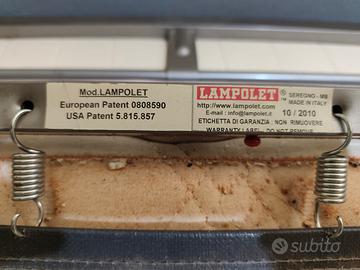 Mod.LAMPOLET
European Patent 0808590
USA Patent 5.815.857
LAMPOLET
SEREGNO - MB
http://www.lampolet.com
MADE IN ITALY
E-mail : info@lampolet.it
10 / 2010
ETICHETTA DI GARANZIA : NON RIMUOVERE
WARRANTY LABEL : DO NOT REMOVE
subito